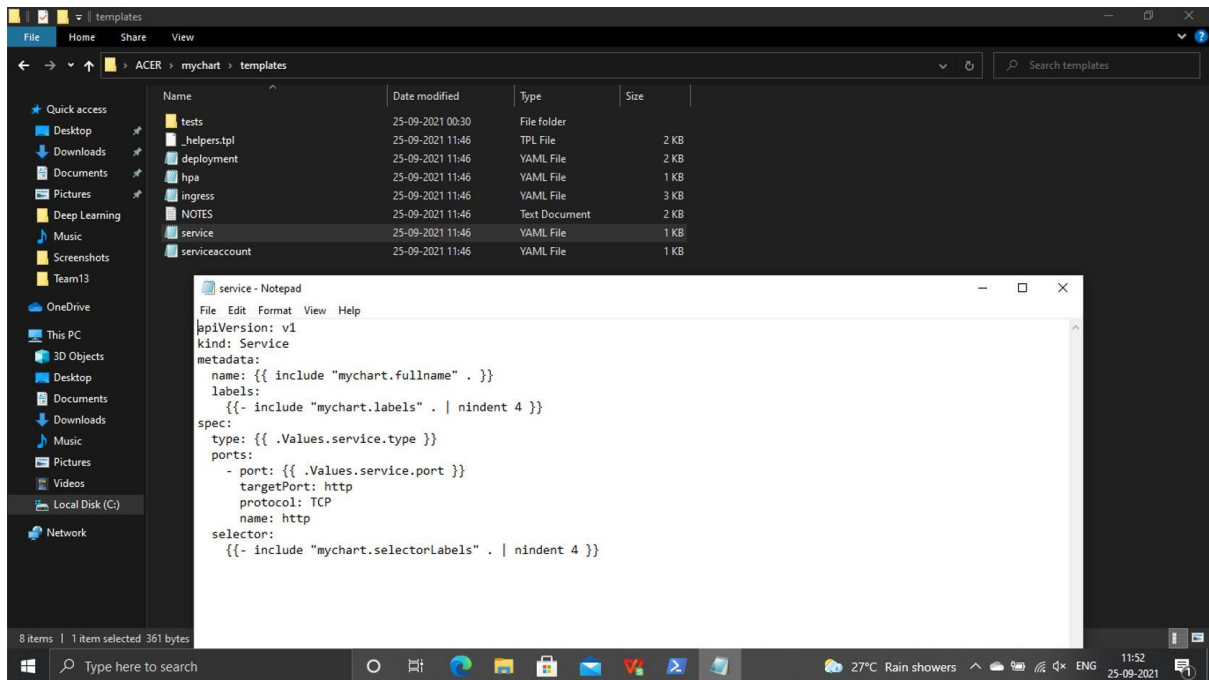 templates
File Home Share View
ACER › mychart › templates
Search templates
Name Date modified Type Size
tests 25-09-2021 00:30 File folder
_helpers.tpl 25-09-2021 11:46 TPL File 2 KB
deployment 25-09-2021 11:46 YAML File 2 KB
hpa 25-09-2021 11:46 YAML File 1 KB
ingress 25-09-2021 11:46 YAML File 3 KB
NOTES 25-09-2021 11:46 Text Document 2 KB
service 25-09-2021 11:46 YAML File 1 KB
serviceaccount 25-09-2021 11:46 YAML File 1 KB
Quick access
Desktop
Downloads
Documents
Pictures
Deep Learning
Music
Screenshots
Team13
OneDrive
This PC
3D Objects
Desktop
Documents
Downloads
Music
Pictures
Videos
Local Disk (C:)
Network
service - Notepad
File Edit Format View Help
apiVersion: v1
kind: Service
metadata:
  name: {{ include "mychart.fullname" . }}
  labels:
    {{- include "mychart.labels" . | nindent 4 }}
spec:
  type: {{ .Values.service.type }}
  ports:
    - port: {{ .Values.service.port }}
      targetPort: http
      protocol: TCP
      name: http
  selector:
    {{- include "mychart.selectorLabels" . | nindent 4 }}
8 items | 1 item selected 361 bytes
Type here to search
27°C Rain showers
ENG
11:52
25-09-2021
1